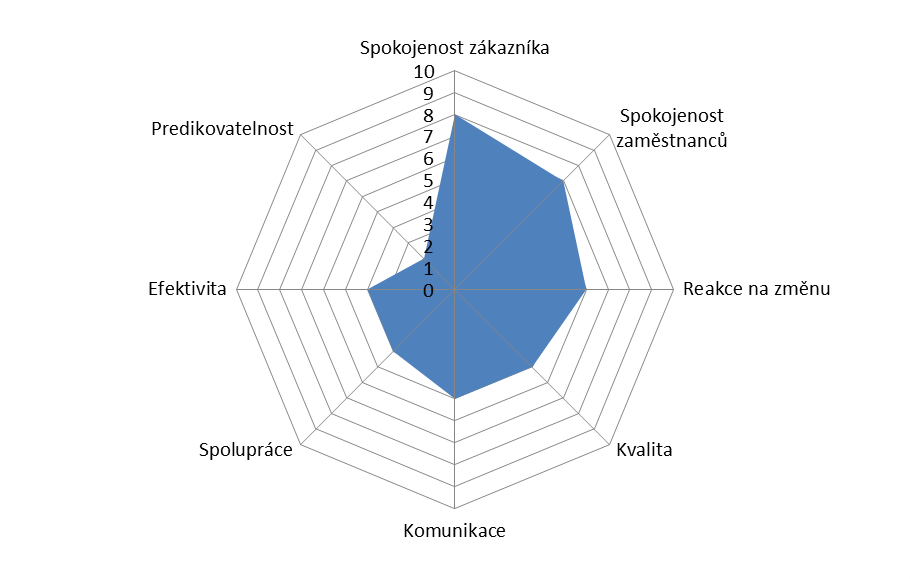 Spokojenost zákazníka
10
9
8
7
6
5
4
3
2
1
0
Spokojenost
zaměstnanců
Reakce na změnu
Kvalita
Komunikace
Spolupráce
Efektivita
Predikovatelnost